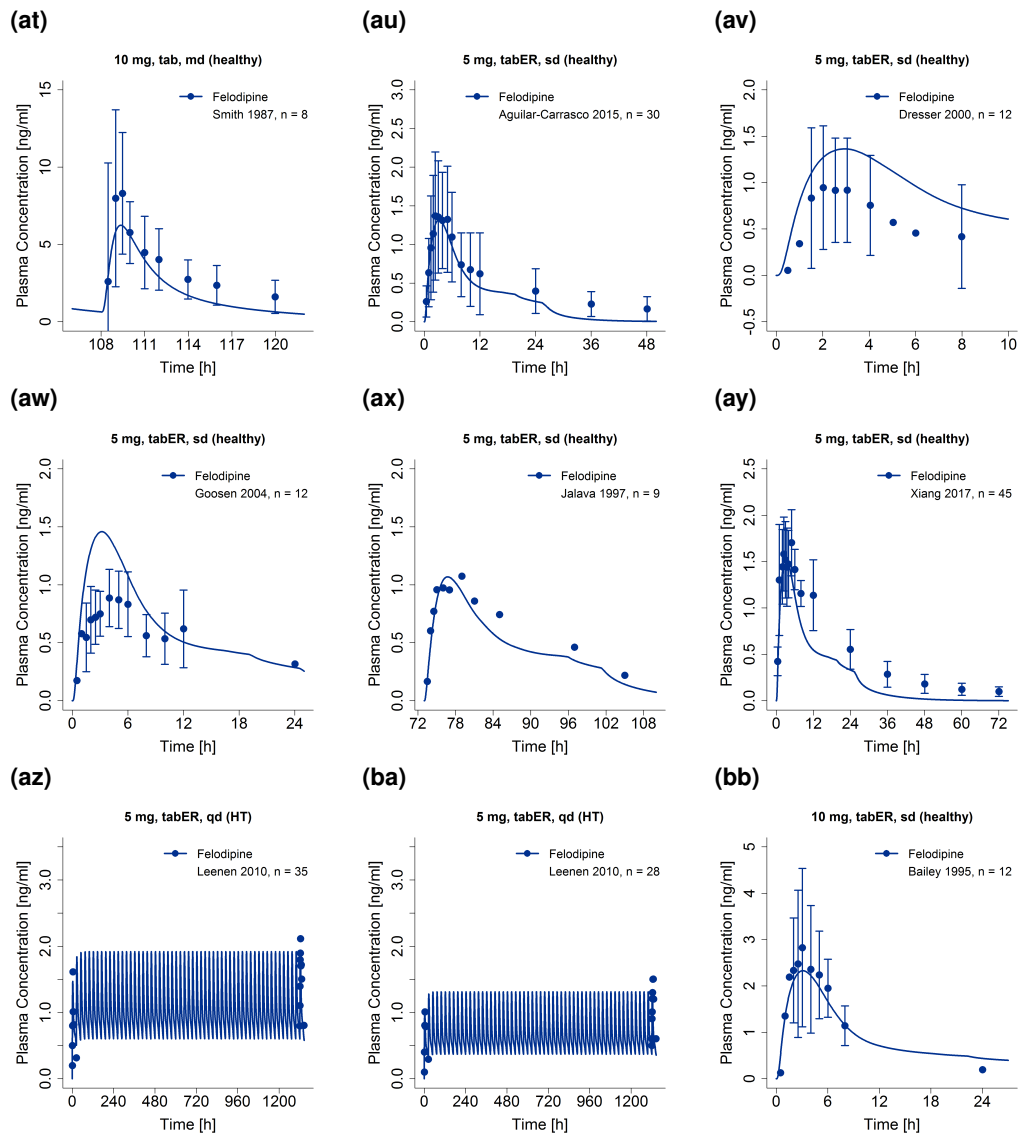 (at)
10 mg, tab, md (healthy)
Plasma Concentration [ng/ml]
15
10
5
0
Felodipine
Smith 1987, n = 8
108 111 114 117 120
Time [h]
(au)
5 mg, tabER, sd (healthy)
Plasma Concentration [ng/ml]
3.0
2.5
2.0
1.5
1.0
0.5
0.0
Felodipine
Aguilar-Carrasco 2015, n = 30
0 12 24 36 48
Time [h]
(av)
5 mg, tabER, sd (healthy)
Plasma Concentration [ng/ml]
2.0
1.5
1.0
0.5
0.0
-0.5
Felodipine
Dresser 2000, n = 12
0 2 4 6 8 10
Time [h]
(aw)
5 mg, tabER, sd (healthy)
Plasma Concentration [ng/ml]
2.0
1.5
1.0
0.5
0.0
Felodipine
Goosen 2004, n = 12
0 6 12 18 24
Time [h]
(ax)
5 mg, tabER, sd (healthy)
Plasma Concentration [ng/ml]
2.0
1.5
1.0
0.5
0.0
Felodipine
Jalava 1997, n = 9
72 78 84 90 96 102 110
Time [h]
(ay)
5 mg, tabER, sd (healthy)
Plasma Concentration [ng/ml]
2.5
2.0
1.5
1.0
0.5
0.0
Felodipine
Xiang 2017, n = 45
0 12 24 36 48 60 72
Time [h]
(az)
5 mg, tabER, qd (HT)
Plasma Concentration [ng/ml]
3.0
2.0
1.0
0.0
Felodipine
Leenen 2010, n = 35
0 240 480 720 960 1200
Time [h]
(ba)
5 mg, tabER, qd (HT)
Plasma Concentration [ng/ml]
3.0
2.0
1.0
0.0
Felodipine
Leenen 2010, n = 28
0 240 480 720 960 1200
Time [h]
(bb)
10 mg, tabER, sd (healthy)
Plasma Concentration [ng/ml]
5
4
3
2
1
0
Felodipine
Bailey 1995, n = 12
0 6 12 18 24
Time [h]